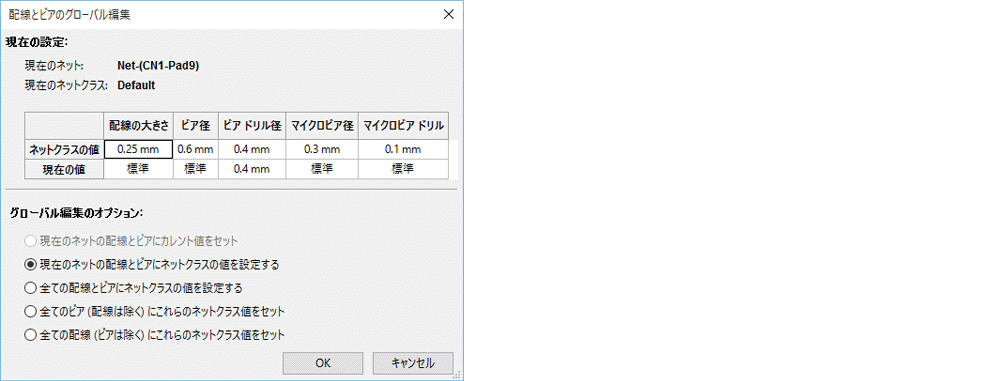 配線とビアのグローバル編集
現在の設定:
現在のネット: Net-(CN1-Pad9)
現在のネットクラス: Default
配線の大きさ ビア径 ビアドリル径 マイクロビア径 マイクロビアドリル
ネットクラスの値 0.25 mm 0.6 mm 0.4 mm 0.3 mm 0.1 mm
現在の値 標準 標準 0.4 mm 標準 標準
グローバル編集のオプション:
現在のネットの配線とビアにカレント値をセット
現在のネットの配線とビアにネットクラスの値を設定する
全ての配線とビアにネットクラスの値を設定する
全てのビア (配線は除く) にこれらのネットクラス値をセット
全ての配線 (ビアは除く) にこれらのネットクラス値をセット
OK キャンセル